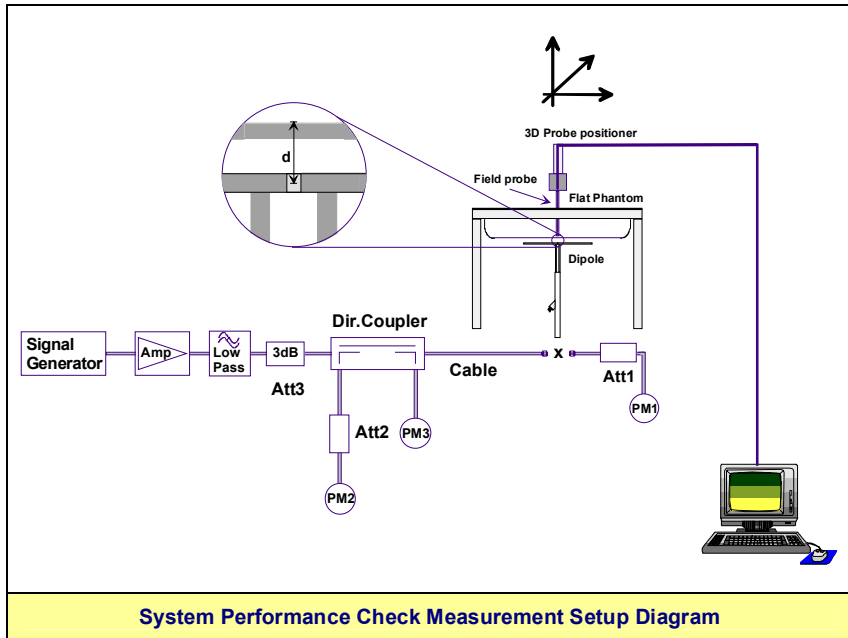 3D Probe positioner
d
Field probe
Flat Phantom
Dipole
Dir.Coupler
Signal
Generator
Amp
Low
Pass
3dB
x
Cable
Att1
Att3
PM1
Att2
PM3
PM2
System Performance Check Measurement Setup Diagram